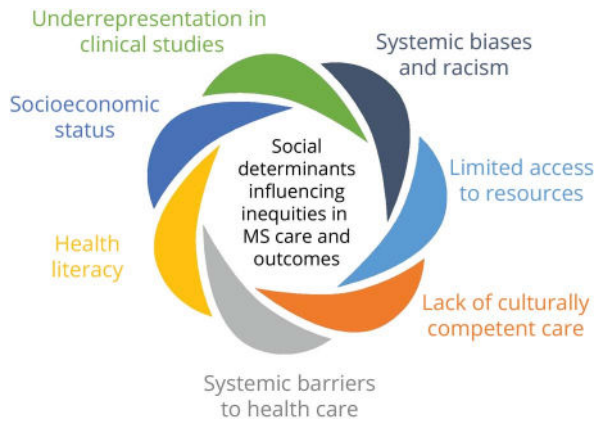 Underrepresentation in
clinical studies
Systemic biases
and racism
Socioeconomic
status
Social
determinants
influencing
inequities in
MS care and
outcomes
Limited access
to resources
Health
literacy
Lack of culturally
competent care
Systemic barriers
to health care